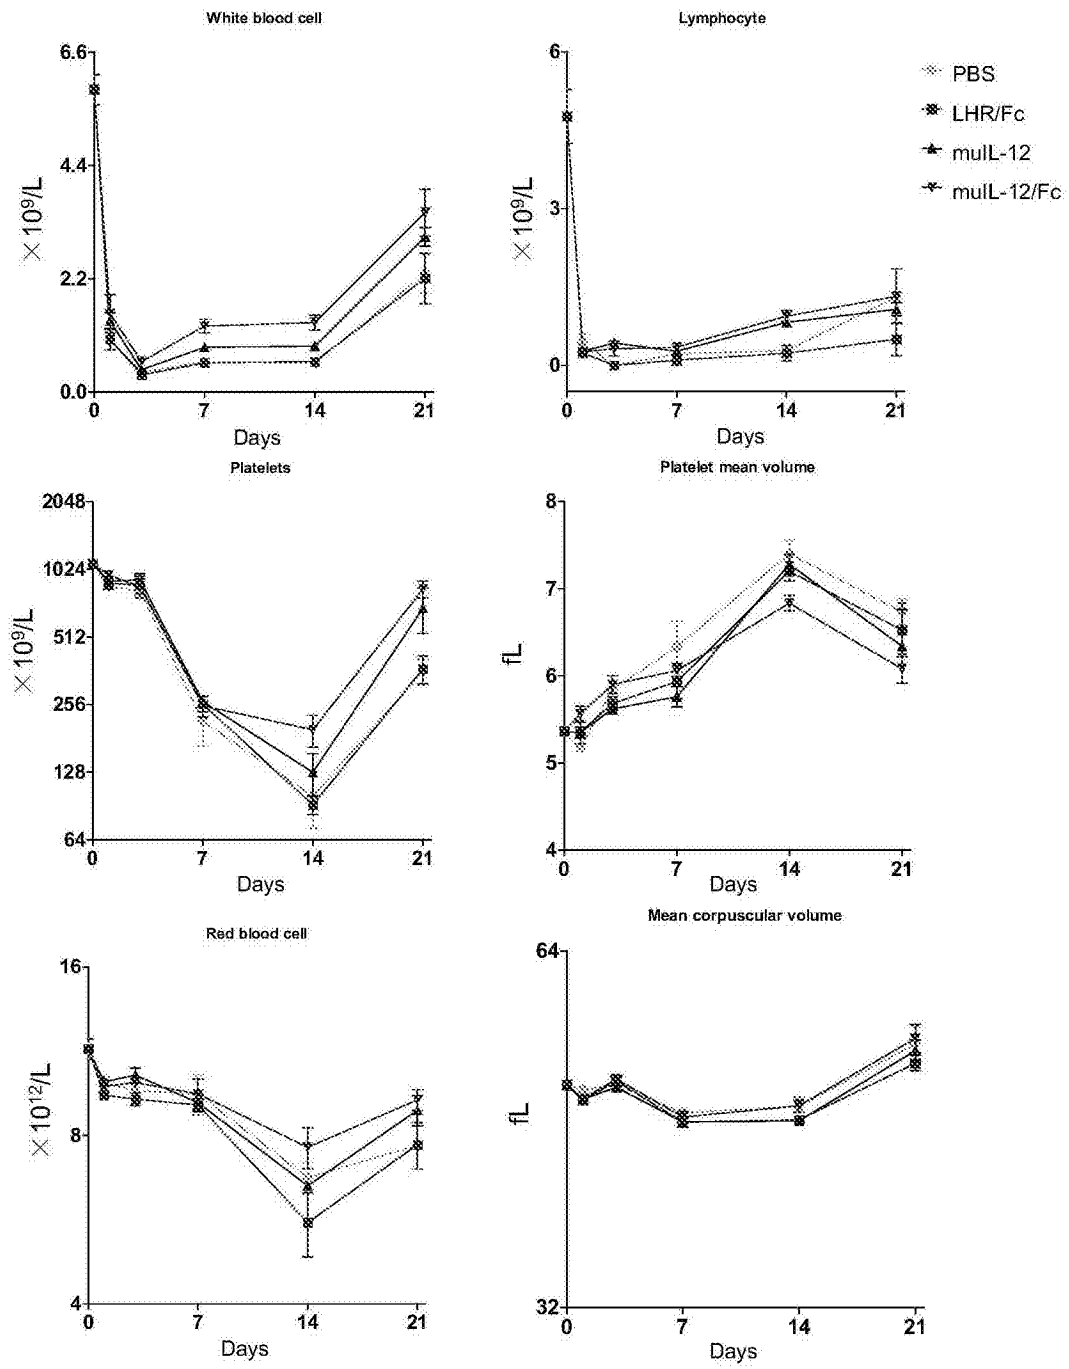 White blood cell
6.6
4.4
2.2
0.0
×10⁹/L
0 7 14 21
Days
Lymphocyte
6
3
0
×10⁹/L
0 7 14 21
Days
PBS
LHR/Fc
muIL-12
muIL-12/Fc
Platelets
2048
1024
512
256
128
64
×10⁹/L
0 7 14 21
Days
Platelet mean volume
8
7
6
5
4
fL
0 7 14 21
Days
Red blood cell
16
8
4
×10¹²/L
0 7 14 21
Days
Mean corpuscular volume
64
32
fL
0 7 14 21
Days